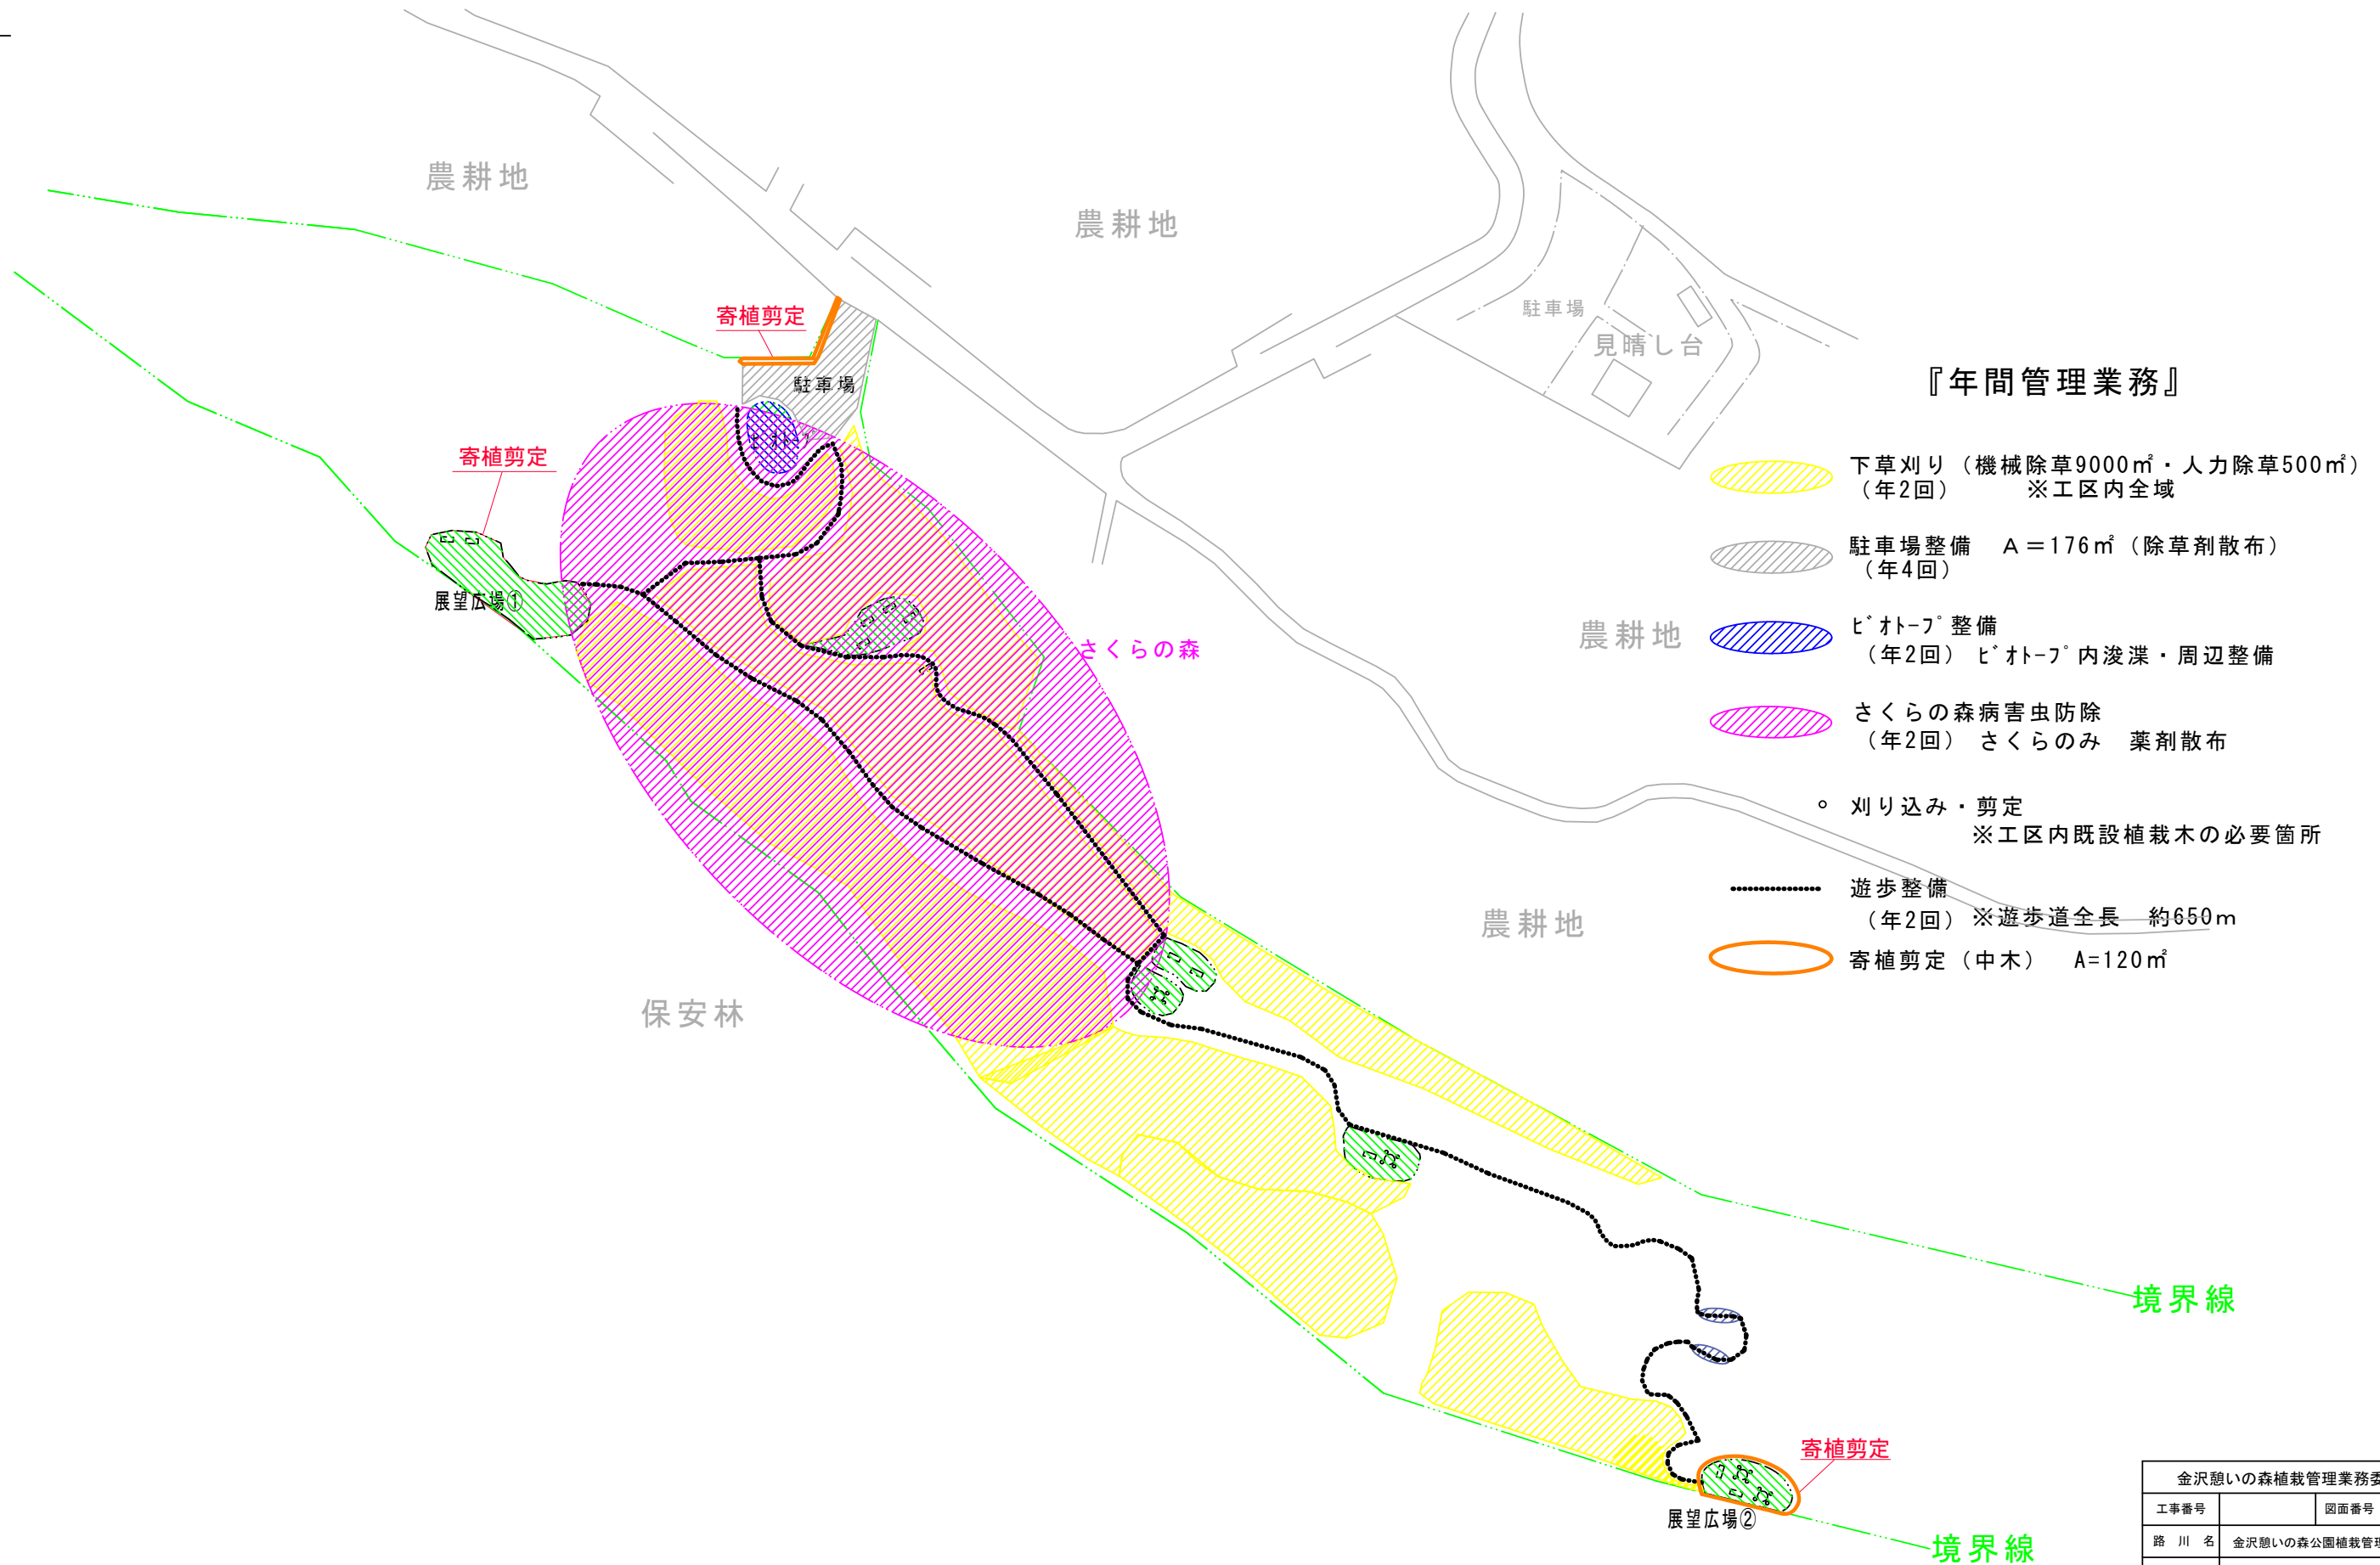 農耕地
農耕地
駐車場
見晴し台
寄植剪定
駐車場
『年間管理業務』
寄植剪定
下草刈り（機械除草9000㎡・人力除草500㎡）
（年2回）　※工区内全域
駐車場整備　A＝176㎡（除草剤散布）
（年4回）
展望広場①
ﾋﾞｵﾄｰﾌﾟ整備
（年2回） ﾋﾞｵﾄｰﾌﾟ内浚渫・周辺整備
農耕地
さくらの森
さくらの森病害虫防除
（年2回） さくらのみ　薬剤散布
刈り込み・剪定
※工区内既設植栽木の必要箇所
遊歩整備
（年2回） ※遊歩道全長　約650m
農耕地
寄植剪定（中木）　A=120㎡
保安林
境界線
寄植剪定
展望広場②
境界線
金沢憩いの森植栽管理業務委
工事番号
図面番号
路　川　名
金沢憩いの森公園植栽管理